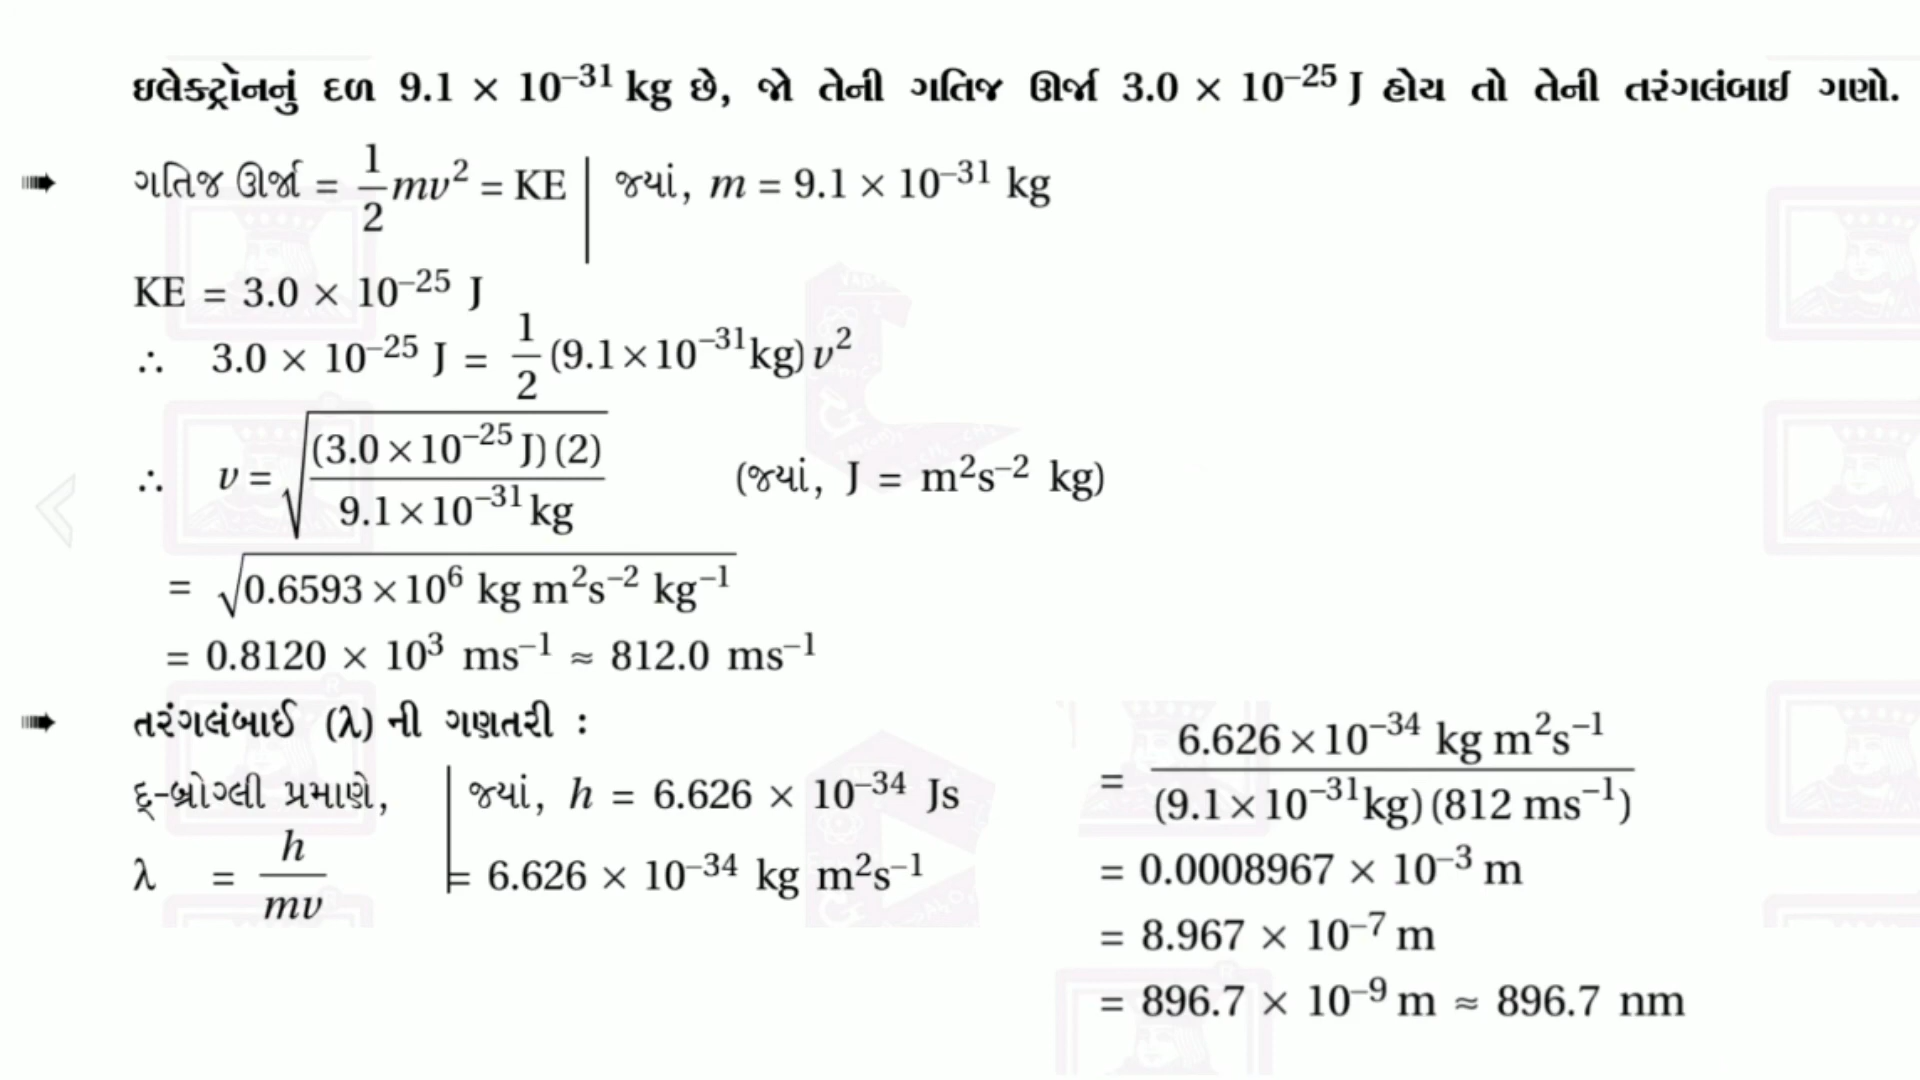 ઇલેક્ટ્રૉનનું દળ 9.1 × 10⁻³¹ kg છે, જો તેની ગતિજ ઊર્જા 3.0 × 10⁻²⁵ J હોય તો તેની તરંગલંબાઈ ગણો.
ગતિજ ઊર્જા = 1/2 mv² = KE | જ્યાં, m = 9.1 × 10⁻³¹ kg
KE = 3.0 × 10⁻²⁵ J
∴ 3.0 × 10⁻²⁵ J = 1/2 (9.1 × 10⁻³¹ kg) v²
∴ v = √((3.0 × 10⁻²⁵ J) (2) / 9.1 × 10⁻³¹ kg) (જ્યાં, J = m²s⁻² kg)
= √(0.6593 × 10⁶ kg m²s⁻² kg⁻¹)
= 0.8120 × 10³ ms⁻¹ ≈ 812.0 ms⁻¹
તરંગલંબાઈ (λ) ની ગણતરી :
દ્-બ્રોગ્લી પ્રમાણે, | જ્યાં, h = 6.626 × 10⁻³⁴ Js
λ = h/mv | = 6.626 × 10⁻³⁴ kg m²s⁻¹
= 6.626 × 10⁻³⁴ kg m²s⁻¹ / (9.1 × 10⁻³¹ kg) (812 ms⁻¹)
= 0.0008967 × 10⁻³ m
= 8.967 × 10⁻⁷ m
= 896.7 × 10⁻⁹ m ≈ 896.7 nm